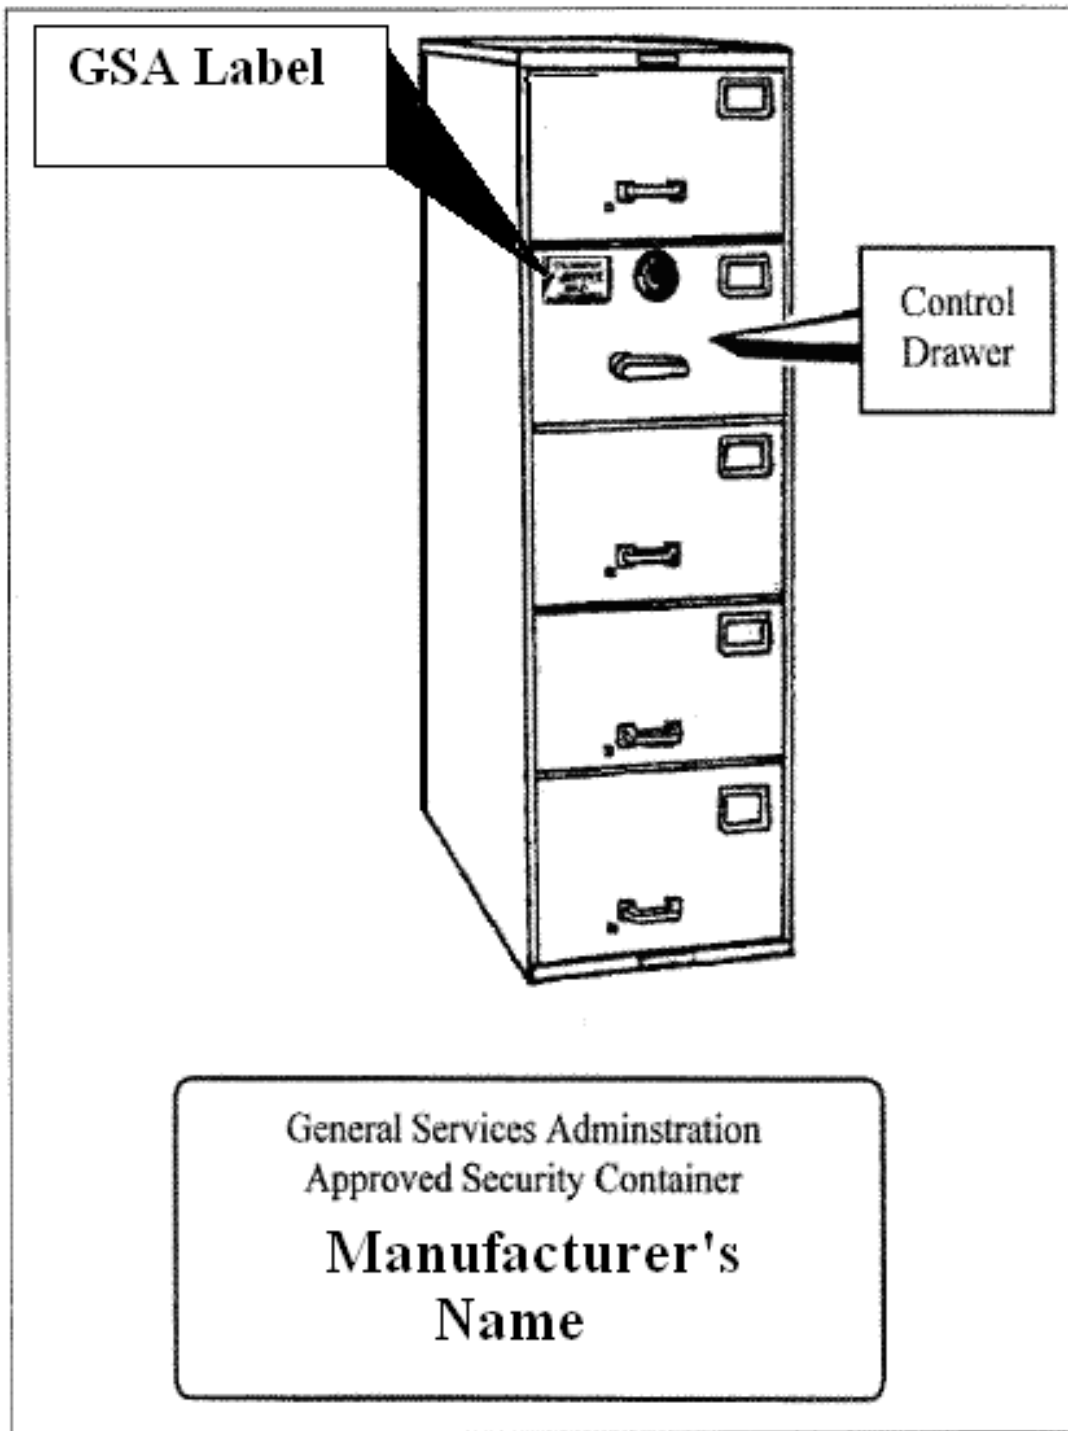 GSA Label
Control
Drawer
General Services Adminstration
Approved Security Container
Manufacturer's
Name